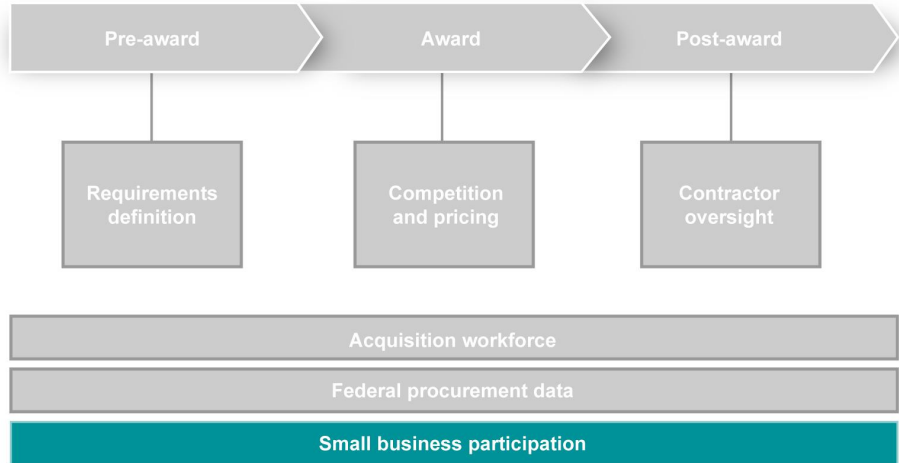 Pre-award
Award
Post-award
Requirements
definition
Competition
and pricing
Contractor
oversight
Acquisition workforce
Federal procurement data
Small business participation